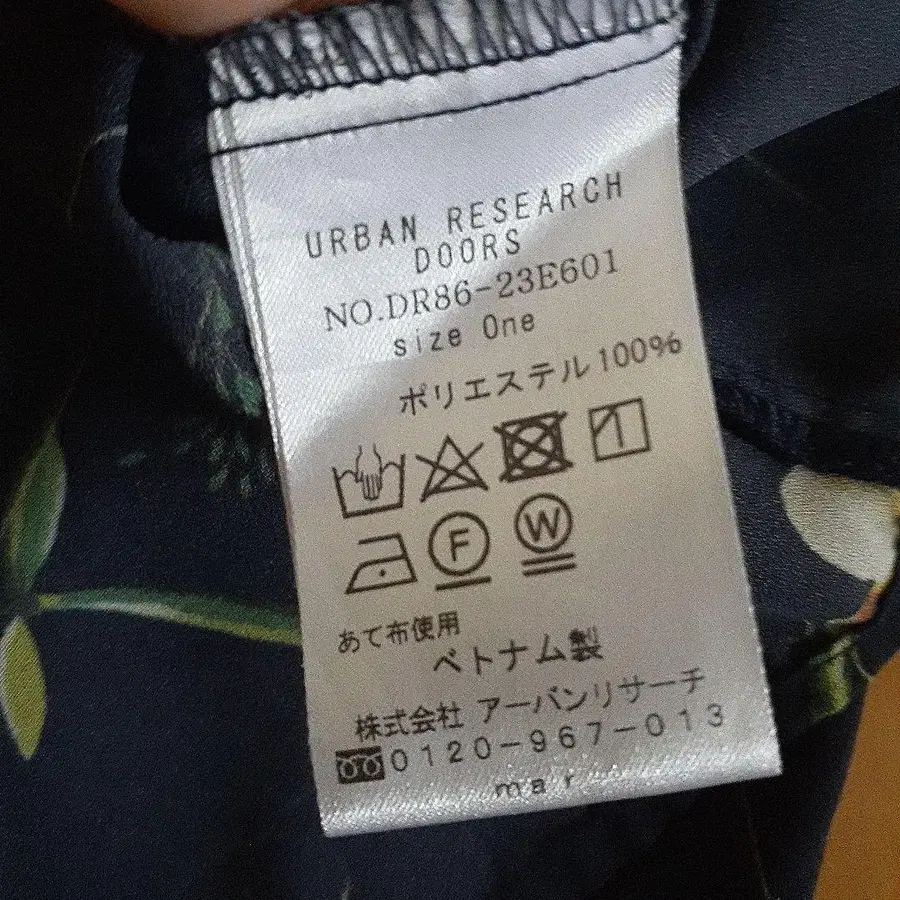 URBAN RESEARCH
DOORS
NO.DR86-23E601
size One
ポリエステル100%
F W
あて布使用
ベトナム製
株式会社 アーバンリサーチ
0120-967-013
mar